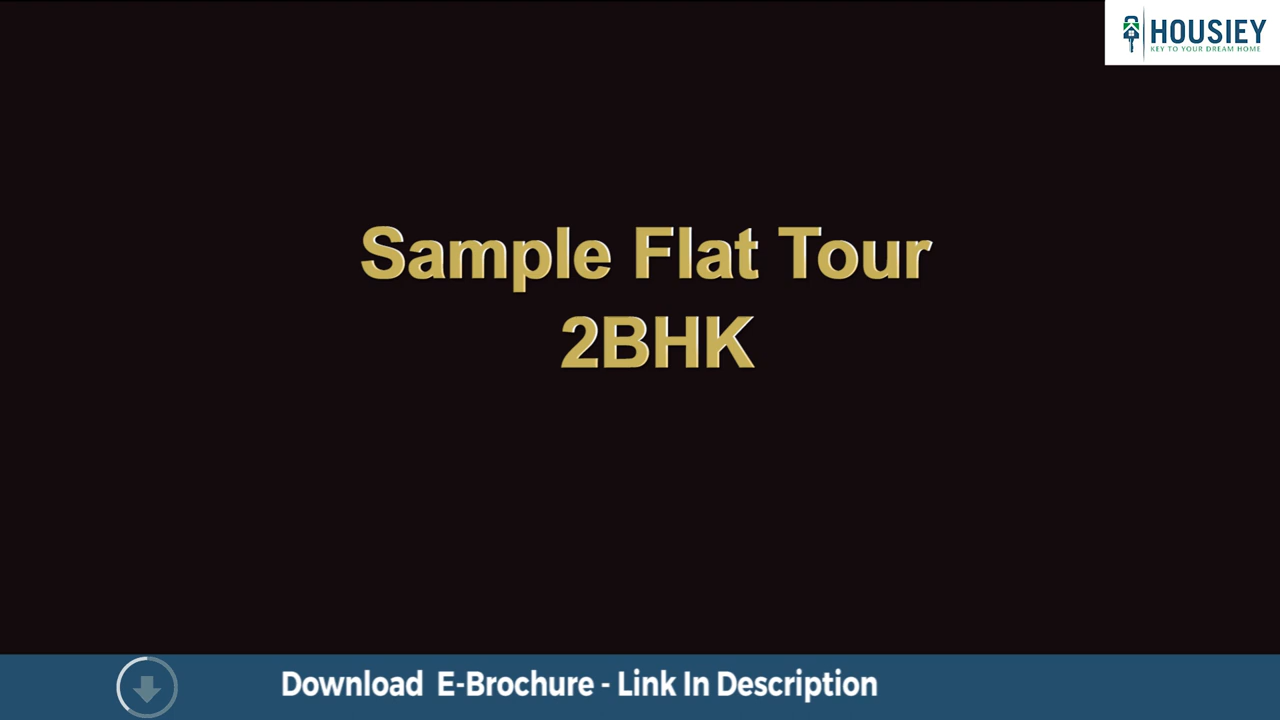 HOUSIEY
KEY TO YOUR DREAM HOME
Sample Flat Tour
2BHK
Download E-Brochure - Link In Description